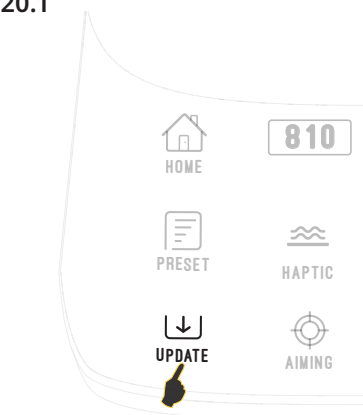 20.1
HOME
810
PRESET
HAPTIC
UPDATE
AIMING